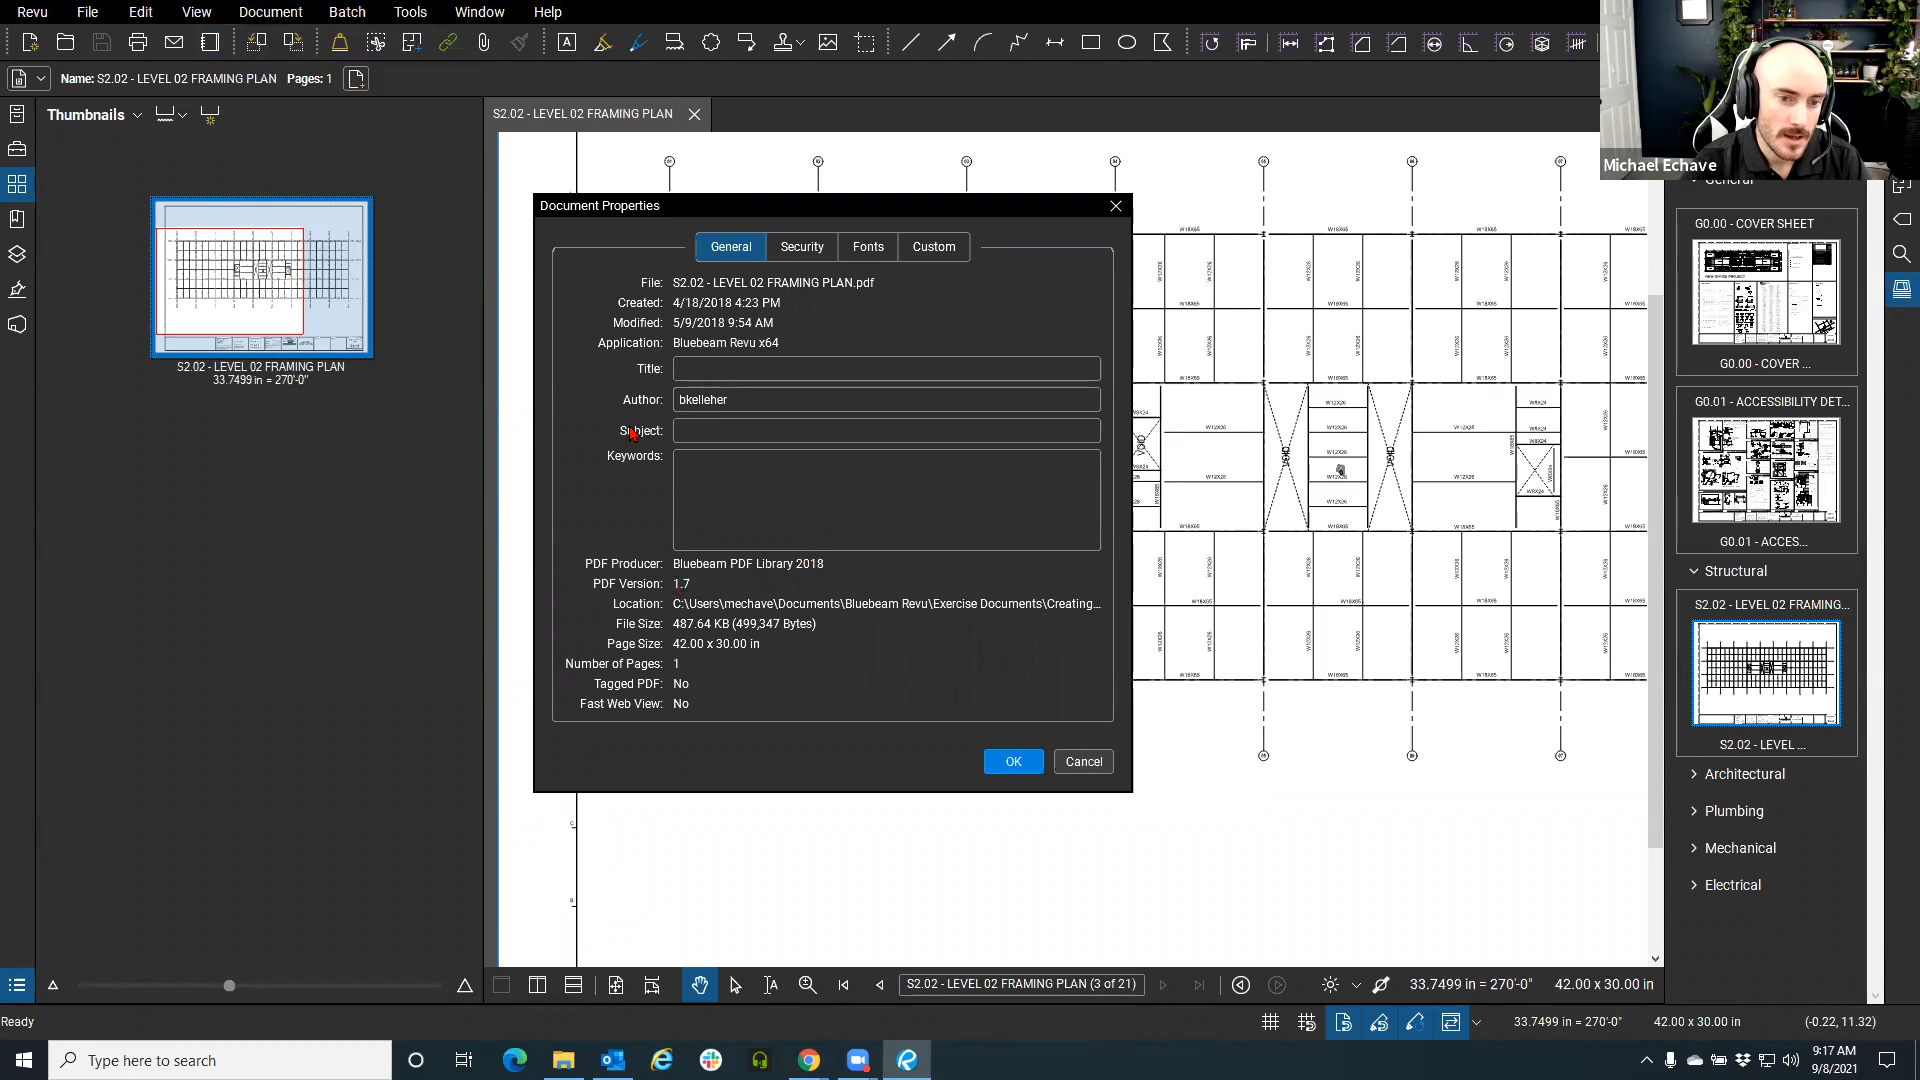 Revu File Edit View Document Batch Tools Window Help
Name: S2.02 - LEVEL 02 FRAMING PLAN Pages: 1
Thumbnails
S2.02 - LEVEL 02 FRAMING PLAN
33.7499 in = 270'-0"
S2.02 - LEVEL 02 FRAMING PLAN
Document Properties
General Security Fonts Custom
File: S2.02 - LEVEL 02 FRAMING PLAN.pdf
Created: 4/18/2018 4:23 PM
Modified: 5/9/2018 9:54 AM
Application: Bluebeam Revu x64
Title:
Author: bkelleher
Subject:
Keywords:
PDF Producer: Bluebeam PDF Library 2018
PDF Version: 1.7
Location: C:\Users\mechave\Documents\Bluebeam Revu\Exercise Documents\Creating...
File Size: 487.64 KB (499,347 Bytes)
Page Size: 42.00 x 30.00 in
Number of Pages: 1
Tagged PDF: No
Fast Web View: No
OK Cancel
VOID VOID VOID
Michael Echave
General
G0.00 - COVER SHEET
G0.00 - COVER ...
G0.01 - ACCESSIBILITY DET...
G0.01 - ACCES...
Structural
S2.02 - LEVEL 02 FRAMING...
S2.02 - LEVEL ...
Architectural
Plumbing
Mechanical
Electrical
S2.02 - LEVEL 02 FRAMING PLAN (3 of 21)
33.7499 in = 270'-0" 42.00 x 30.00 in
Ready
33.7499 in = 270'-0" 42.00 x 30.00 in (-0.22, 11.32)
Type here to search
9:17 AM
9/8/2021